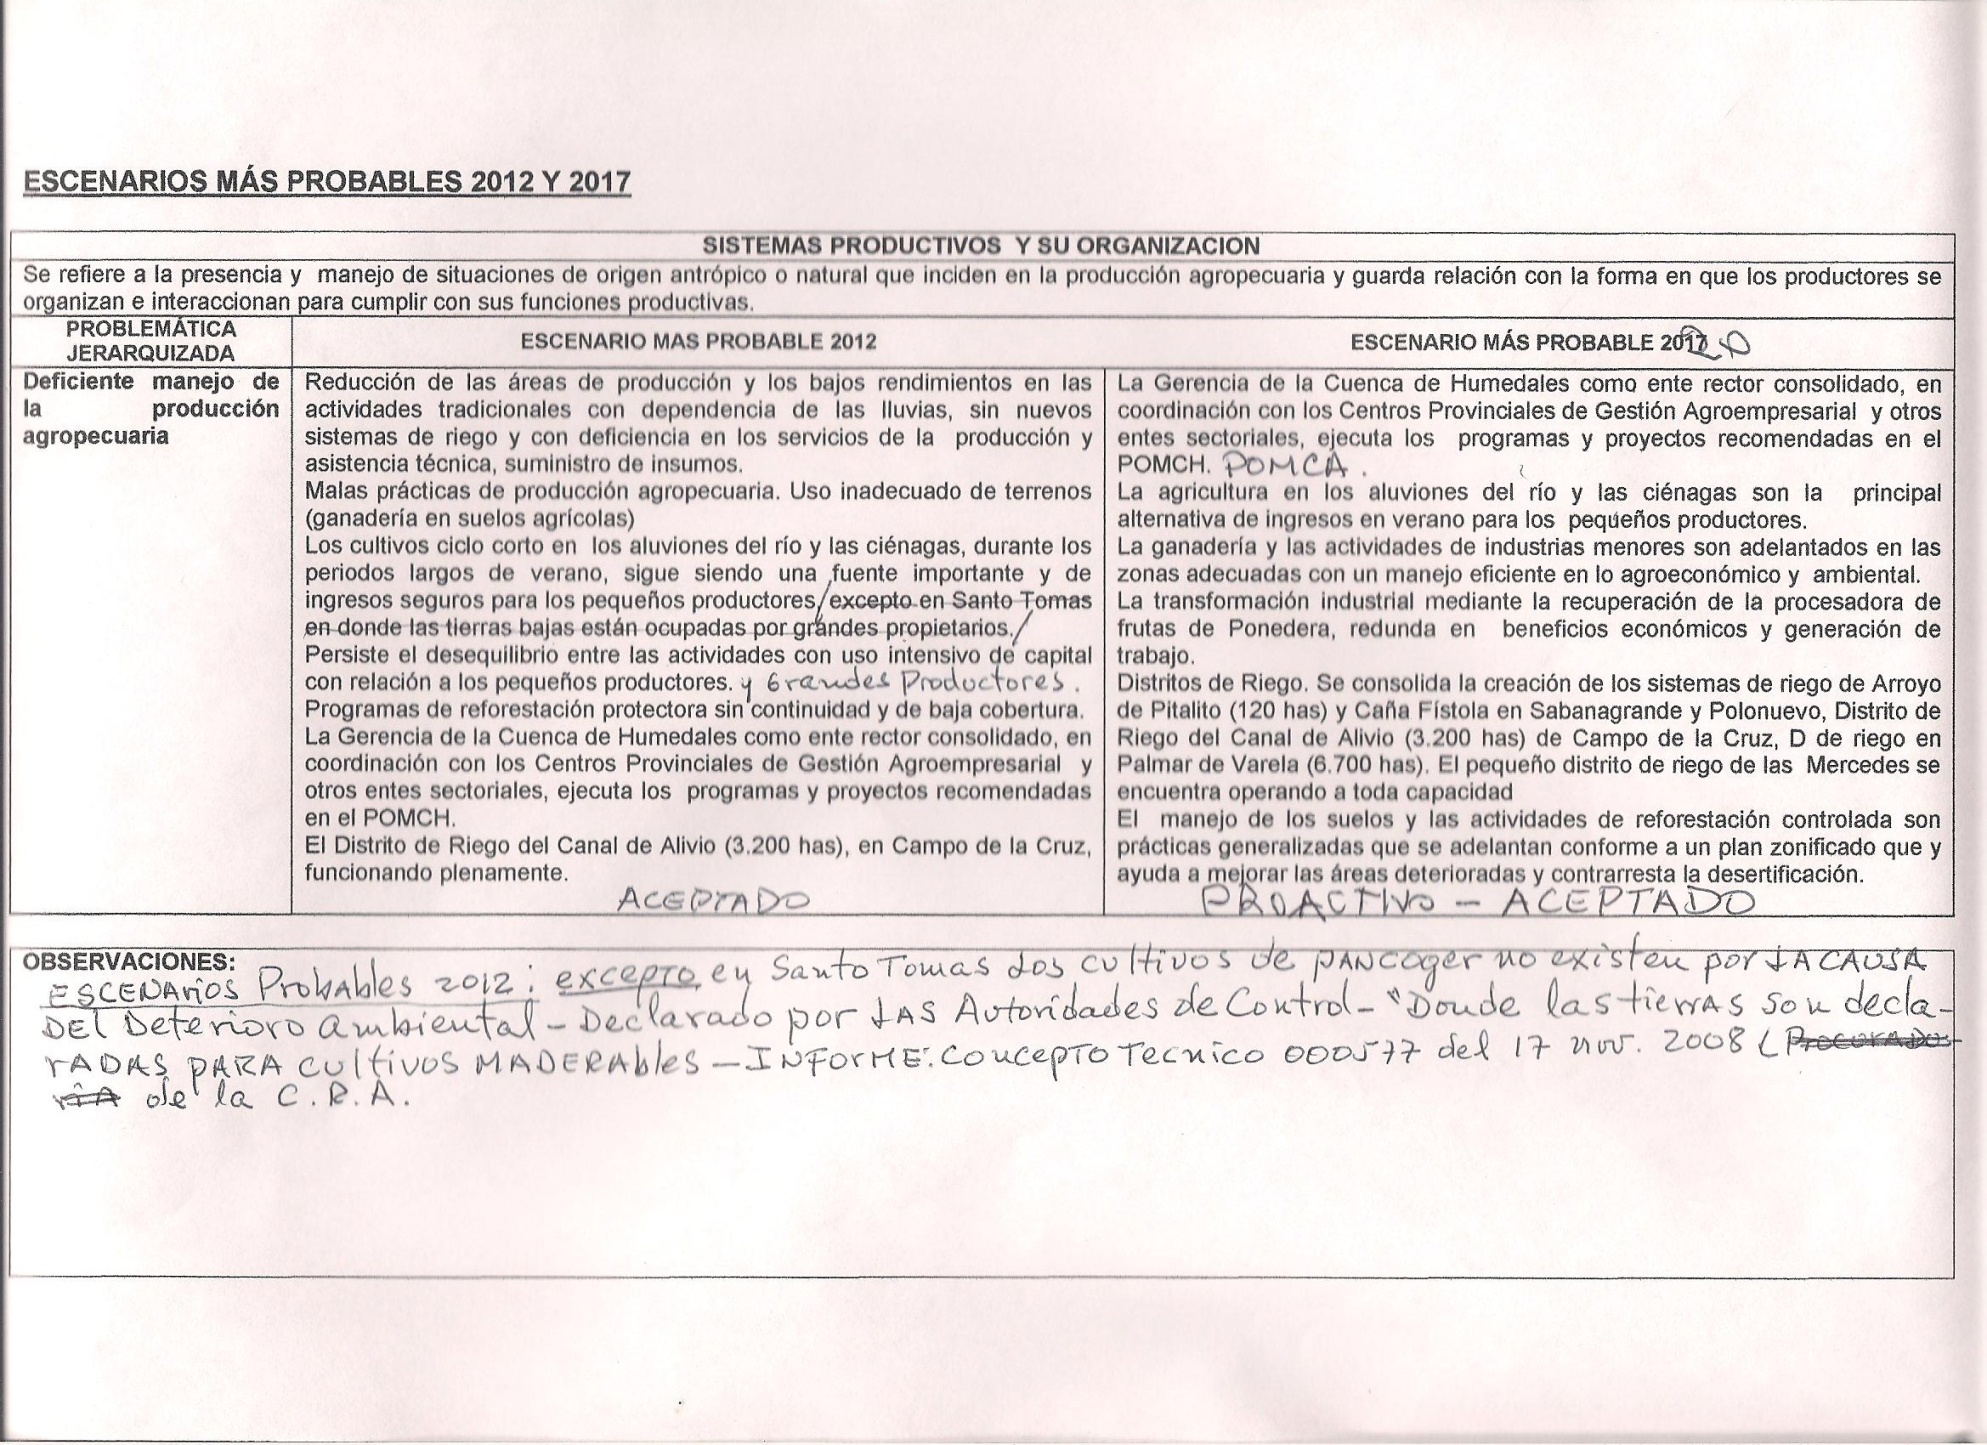 ESCENARIOS MÁS PROBABLES 2012 Y 2017
SISTEMAS PRODUCTIVOS Y SU ORGANIZACION
Se refiere a la presencia y manejo de situaciones de origen antrópico o natural que inciden en la producción agropecuaria y guarda relación con la forma en que los productores se
organizan e interaccionan para cumplir con sus funciones productivas.
PROBLEMÁTICA
JERARQUIZADA
ESCENARIO MAS PROBABLE 2012
ESCENARIO MÁS PROBABLE 2017 20
Deficiente manejo de
la producción
agropecuaria
Reducción de las áreas de producción y los bajos rendimientos en las
actividades tradicionales con dependencia de las lluvias, sin nuevos
sistemas de riego y con deficiencia en los servicios de la producción y
asistencia técnica, suministro de insumos.
Malas prácticas de producción agropecuaria. Uso inadecuado de terrenos
(ganadería en suelos agrícolas)
Los cultivos ciclo corto en los aluviones del río y las ciénagas, durante los
periodos largos de verano, sigue siendo una fuente importante y de
ingresos seguros para los pequeños productores/excepto en Santo Tomas
en donde las tierras bajas están ocupadas por grandes propietarios./
Persiste el desequilibrio entre las actividades con uso intensivo de capital
con relación a los pequeños productores. y Grandes Productores.
Programas de reforestación protectora sin continuidad y de baja cobertura.
La Gerencia de la Cuenca de Humedales como ente rector consolidado, en
coordinación con los Centros Provinciales de Gestión Agroempresarial y
otros entes sectoriales, ejecuta los programas y proyectos recomendadas
en el POMCH.
El Distrito de Riego del Canal de Alivio (3.200 has), en Campo de la Cruz,
funcionando plenamente.
ACEPTADO
La Gerencia de la Cuenca de Humedales como ente rector consolidado, en
coordinación con los Centros Provinciales de Gestión Agroempresarial y otros
entes sectoriales, ejecuta los programas y proyectos recomendadas en el
POMCH. POMCA.
La agricultura en los aluviones del río y las ciénagas son la principal
alternativa de ingresos en verano para los pequeños productores.
La ganadería y las actividades de industrias menores son adelantados en las
zonas adecuadas con un manejo eficiente en lo agroeconómico y ambiental.
La transformación industrial mediante la recuperación de la procesadora de
frutas de Ponedera, redunda en beneficios económicos y generación de
trabajo.
Distritos de Riego. Se consolida la creación de los sistemas de riego de Arroyo
de Pitalito (120 has) y Caña Fístola en Sabanagrande y Polonuevo, Distrito de
Riego del Canal de Alivio (3.200 has) de Campo de la Cruz, D de riego en
Palmar de Varela (6.700 has). El pequeño distrito de riego de las Mercedes se
encuentra operando a toda capacidad
El manejo de los suelos y las actividades de reforestación controlada son
prácticas generalizadas que se adelantan conforme a un plan zonificado que y
ayuda a mejorar las áreas deterioradas y contrarresta la desertificación.
PROACTIVO - ACEPTADO
OBSERVACIONES:
ESCENARIOS Probables 2012: excepto, en Santo Tomas Los cultivos de PANCOGER no existen por LA CAUSA
DEL Deterioro ambiental - Declarado por LAS Autoridades de Control - "Donde las tierras son decla-
RADAS PARA cultivos MADERAbles - INFORME: CONCEPTO Tecnico 000577 del 17 nov. 2008 (Procurado-
ria de la C.R.A.